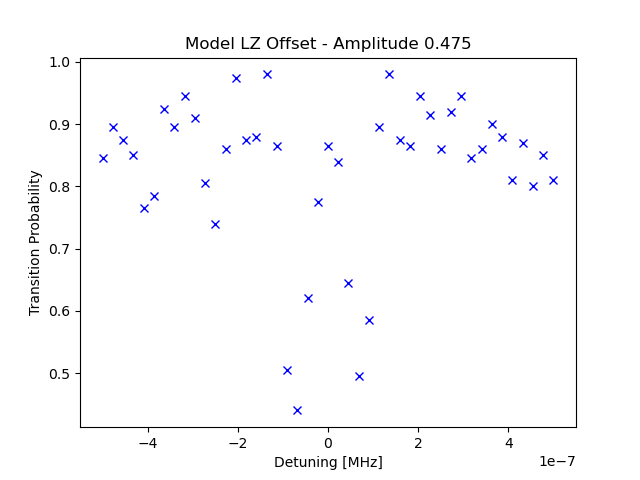 Model LZ Offset - Amplitude 0.475
1.0
0.9
0.8
0.7
0.6
0.5
Transition Probability
−4
−2
0
2
4
1e−7
Detuning [MHz]